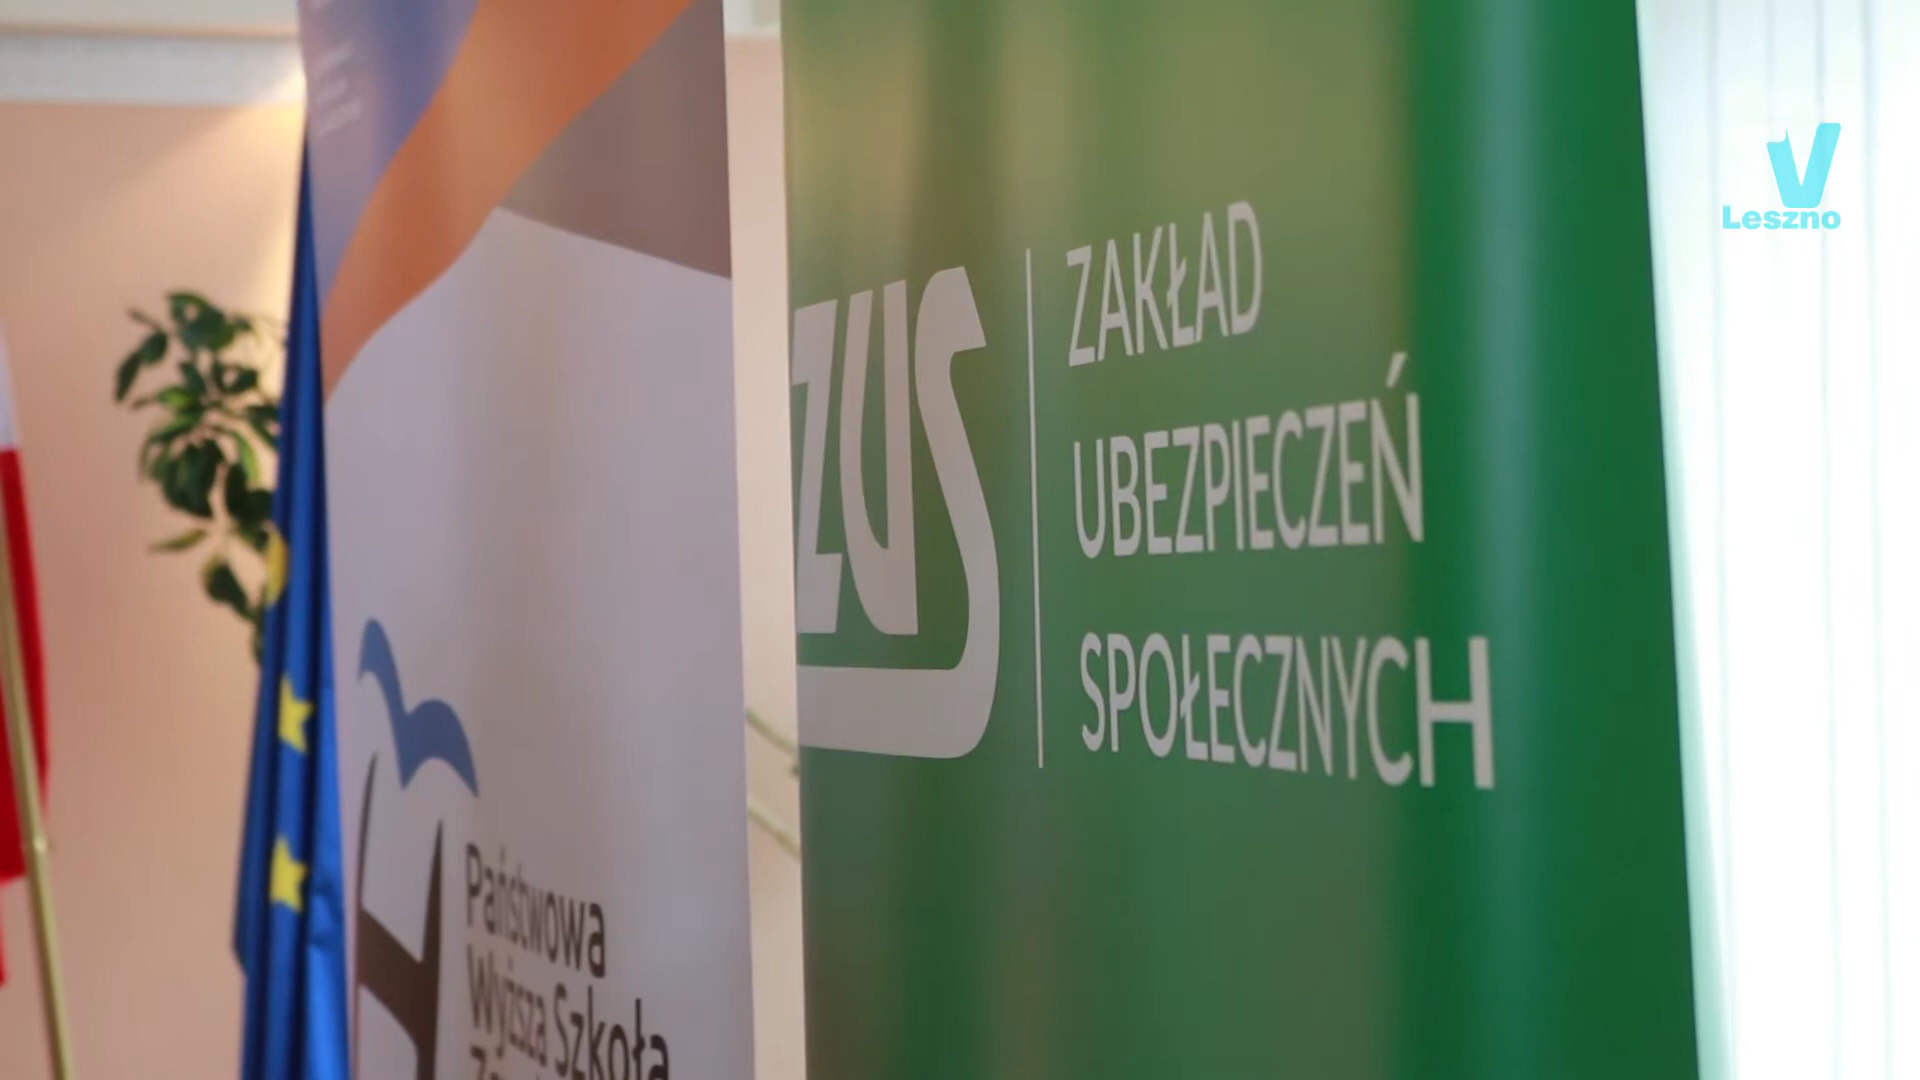 ZUS
ZAKŁAD
UBEZPIECZEŃ
SPOŁECZNYCH
Leszno
Państwowa
Wyższa Szkoła